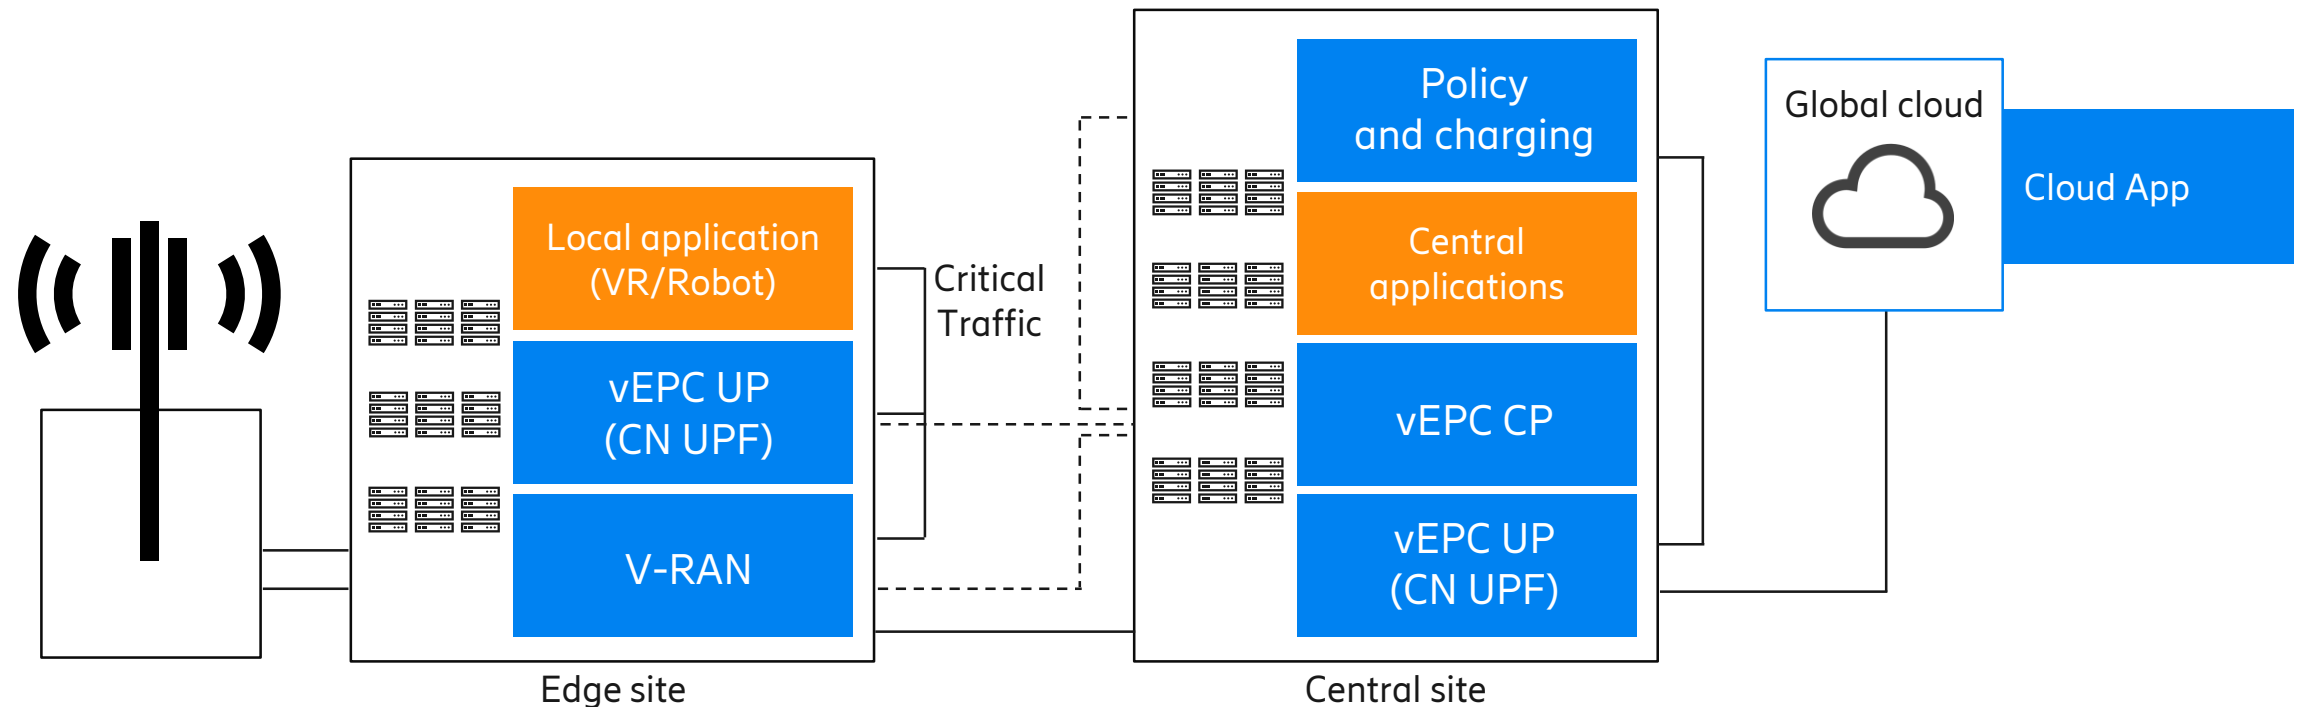 Local application
(VR/Robot)
vEPC UP
(CN UPF)
V-RAN
Edge site
Critical
Traffic
Policy
and charging
Central
applications
vEPC CP
vEPC UP
(CN UPF)
Central site
Global cloud
Cloud App